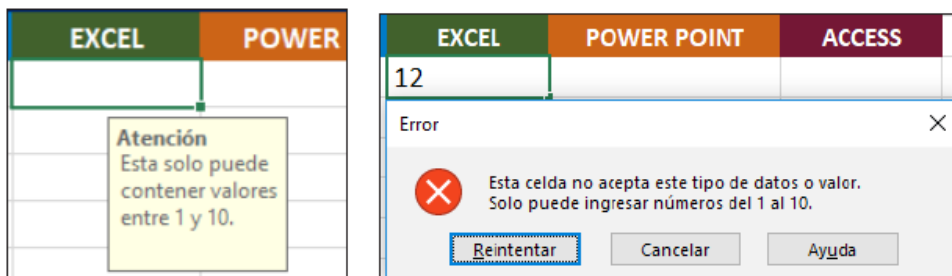 EXCEL POWER
Atención
Esta solo puede
contener valores
entre 1 y 10.
EXCEL POWER POINT ACCESS
12
Error
Esta celda no acepta este tipo de datos o valor.
Solo puede ingresar números del 1 al 10.
Reintentar Cancelar Ayuda